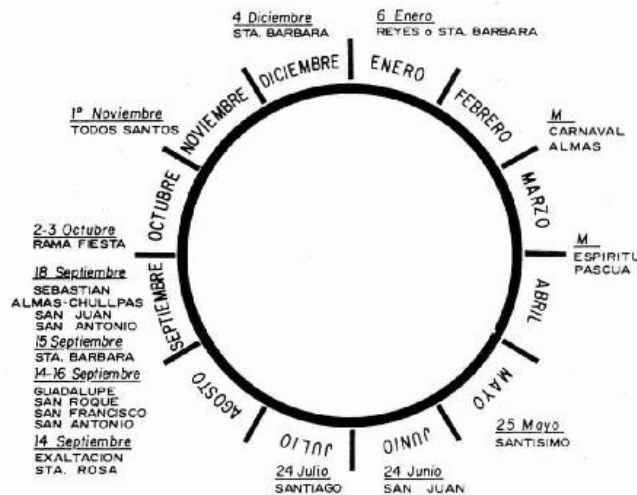 4 Diciembre
STA. BARBARA
6 Enero
REYES o STA. BARBARA
DICIEMBRE
ENERO
NOVIEMBRE
FEBRERO
1º Noviembre
TODOS SANTOS
M
CARNAVAL
ALMAS
OCTUBRE
MARZO
2-3 Octubre
RAMA FIESTA
M
ESPIRITU
PASCUA
18 Septiembre
SEBASTIAN
ALMAS-CHULLPAS
SAN JUAN
SAN ANTONIO
SEPTIEMBRE
ABRIL
15 Septiembre
STA. BARBARA
14-16 Septiembre
GUADALUPE
SAN ROQUE
SAN FRANCISCO
SAN ANTONIO
AGOSTO
MAYO
25 Mayo
SANTISIMO
14 Septiembre
EXALTACION
STA. ROSA
JULIO
JUNIO
24 Julio
SANTIAGO
24 Junio
SAN JUAN